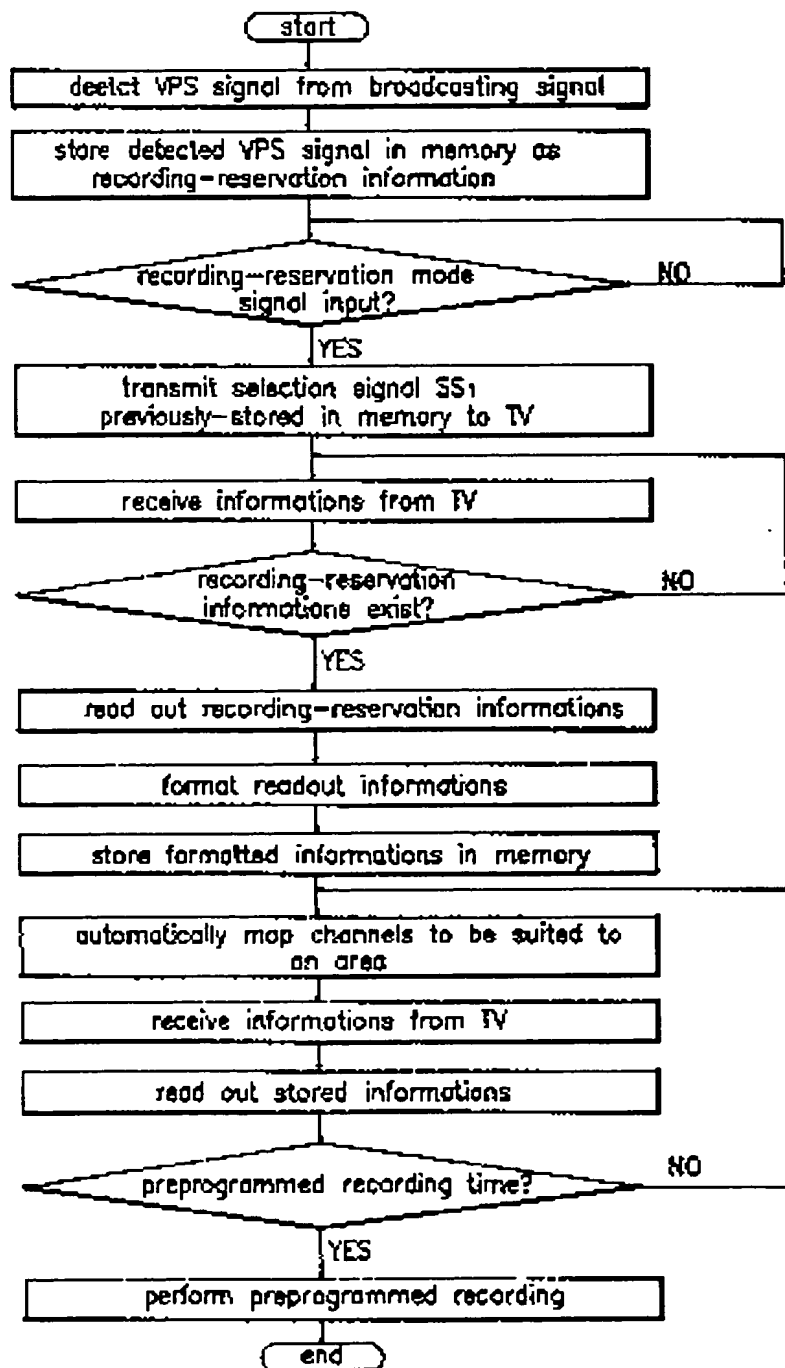 start
deetct VPS signal from broadcasting signal
store detected VPS signal in memory as
recording-reservation information
recording-reservation mode
signal input?
NO
YES
transmit selection signal SS1
previously-stored in memory to TV
receive informations from TV
recording-reservation
informations exist?
NO
YES
read out recording-reservation informations
format readout informations
store formatted informations in memory
automatically map channels to be suited to
an area
receive informations from TV
read out stored informations
preprogrammed recording time?
NO
YES
perform preprogrammed recording
end